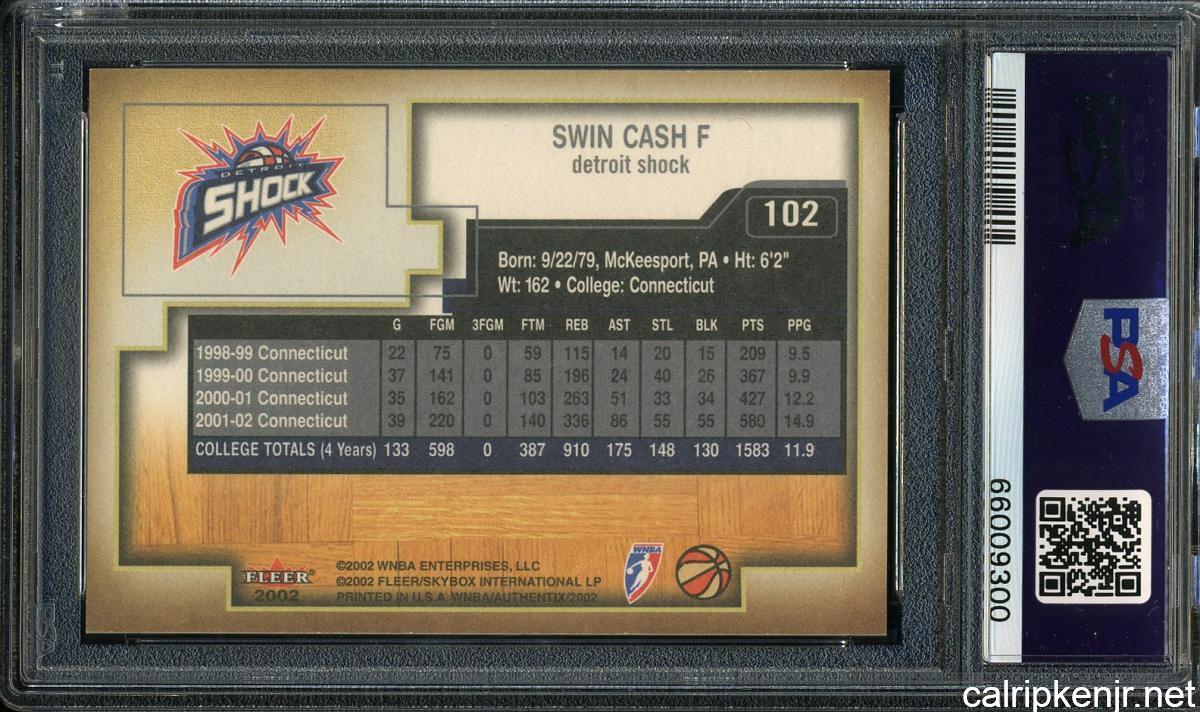 DETROIT
SHOCK
SWIN CASH F
detroit shock
102
Born: 9/22/79, McKeesport, PA • Ht: 6'2"
Wt: 162 • College: Connecticut
G FGM 3FGM FTM REB AST STL BLK PTS PPG
1998-99 Connecticut 22 75 0 59 115 14 20 15 209 9.5
1999-00 Connecticut 37 141 0 85 196 24 40 26 367 9.9
2000-01 Connecticut 35 162 0 103 263 51 33 34 427 12.2
2001-02 Connecticut 39 220 0 140 336 86 55 55 580 14.9
COLLEGE TOTALS (4 Years) 133 598 0 387 910 175 148 130 1583 11.9
FLEER
2002
©2002 WNBA ENTERPRISES, LLC
©2002 FLEER/SKYBOX INTERNATIONAL LP
PRINTED IN U.S.A. WNBA/AUTHENTIX/2002
WNBA
PSA
PSA
66009300
calripkenjr.net